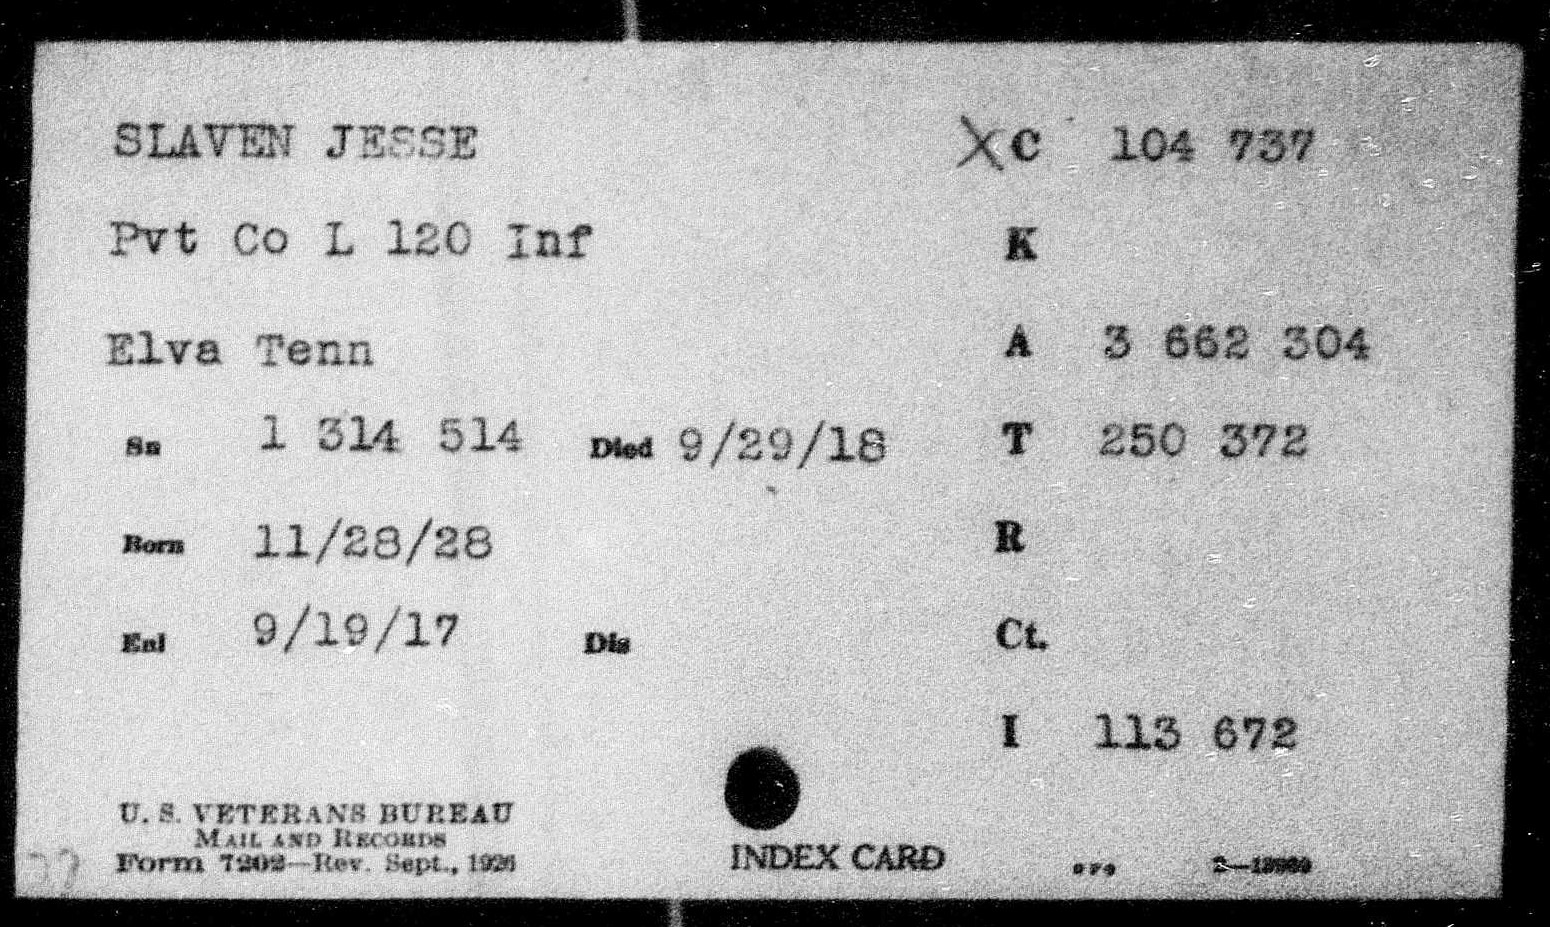 SLAVEN JESSE
XC 104 737
Pvt Co L 120 Inf
K
Elva Tenn
A 3 662 304
Sn 1 314 514 Died 9/29/18
T 250 372
Born 11/28/28
R
Enl 9/19/17 Dis
Ct.
I 113 672
U. S. VETERANS BUREAU
MAIL AND RECORDS
Form 7202—Rev. Sept., 1926
INDEX CARD